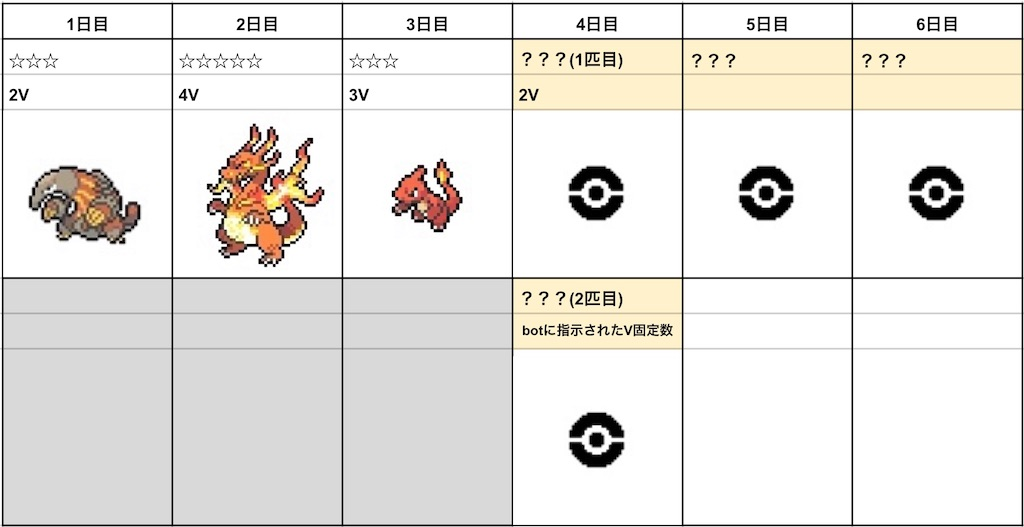 1日目 2日目 3日目 4日目 5日目 6日目
☆☆☆ ☆☆☆☆☆ ☆☆☆ ？？？(1匹目) ？？？ ？？？
2V 4V 3V 2V
？？？(2匹目)
botに指示されたV固定数